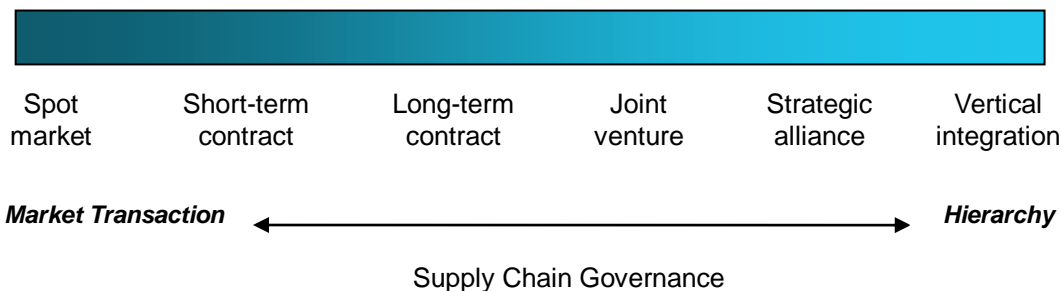 Spot market
Short-term contract
Long-term contract
Joint venture
Strategic alliance
Vertical integration
Market Transaction
Hierarchy
Supply Chain Governance